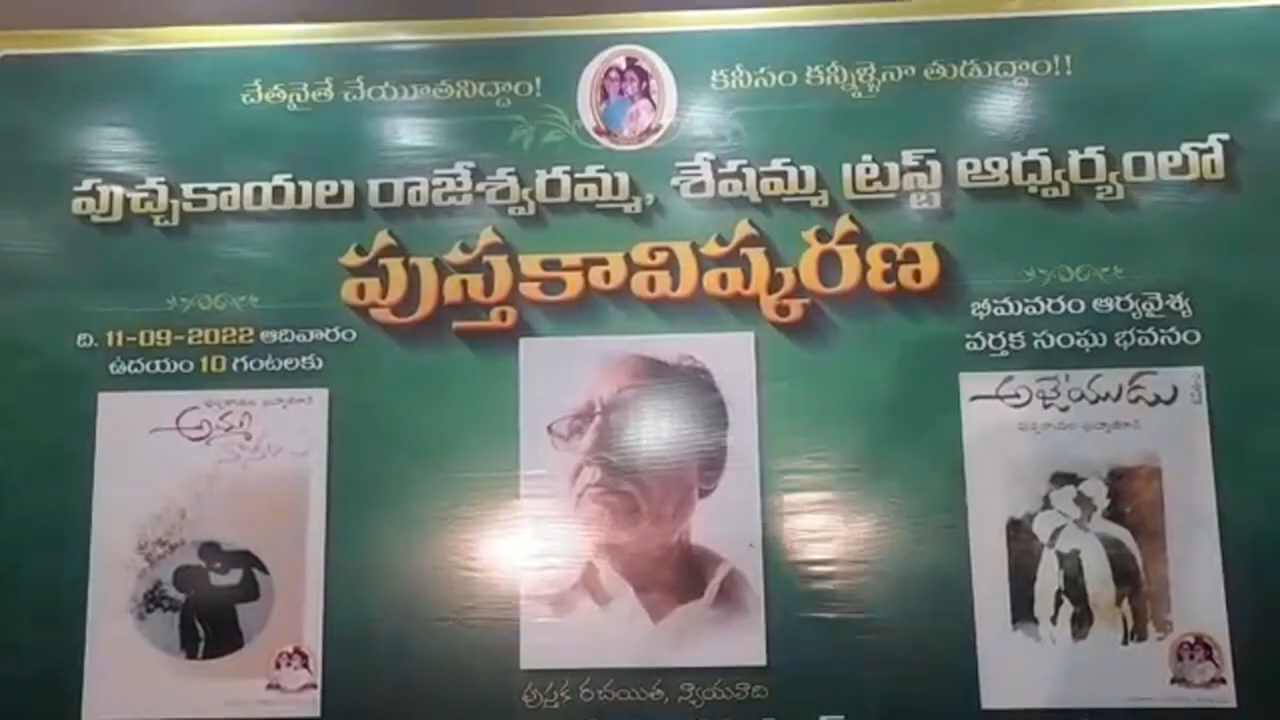 చేతనైతే చేయూతనిద్దాం!
కనీసం కన్నీళ్ళైనా తుడుద్దాం!!
పుచ్చకాయల రాజేశ్వరమ్మ, శేషమ్మ ట్రస్ట్ ఆధ్వర్యంలో
పుస్తకావిష్కరణ
ది. 11-09-2022 ఆదివారం
ఉదయం 10 గంటలకు
భీమవరం ఆర్యవైశ్య
వర్తక సంఘ భవనం
అమ్మ
అజేయుడు
పుస్తక రచయిత, న్యాయవాది